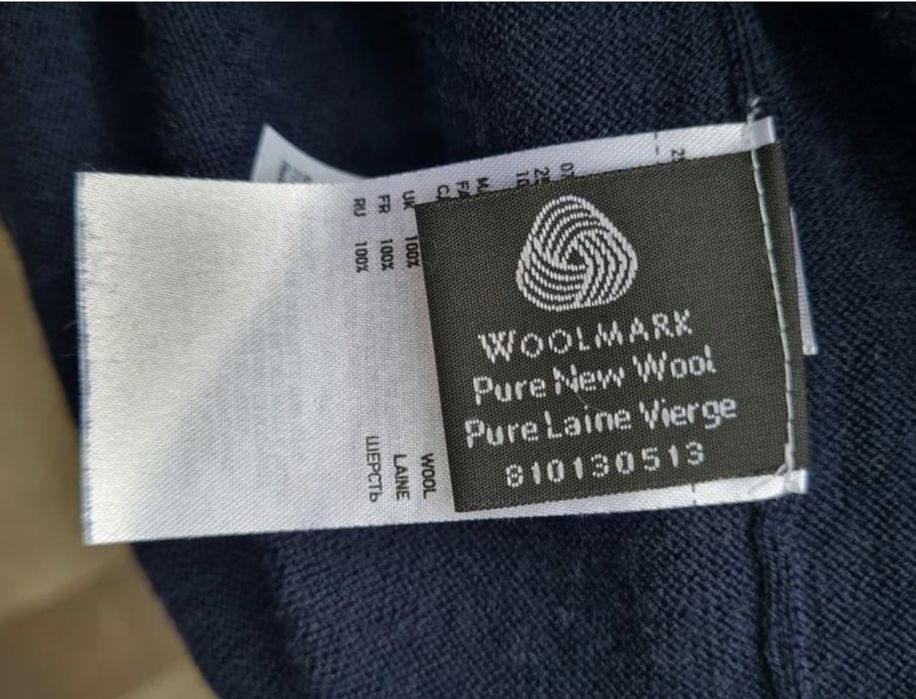 WOOLMARK
Pure New Wool
Pure Laine Vierge
810130513
UK 100% WOOL
FR 100% LAINE
RU 100% ШЕРСТЬ